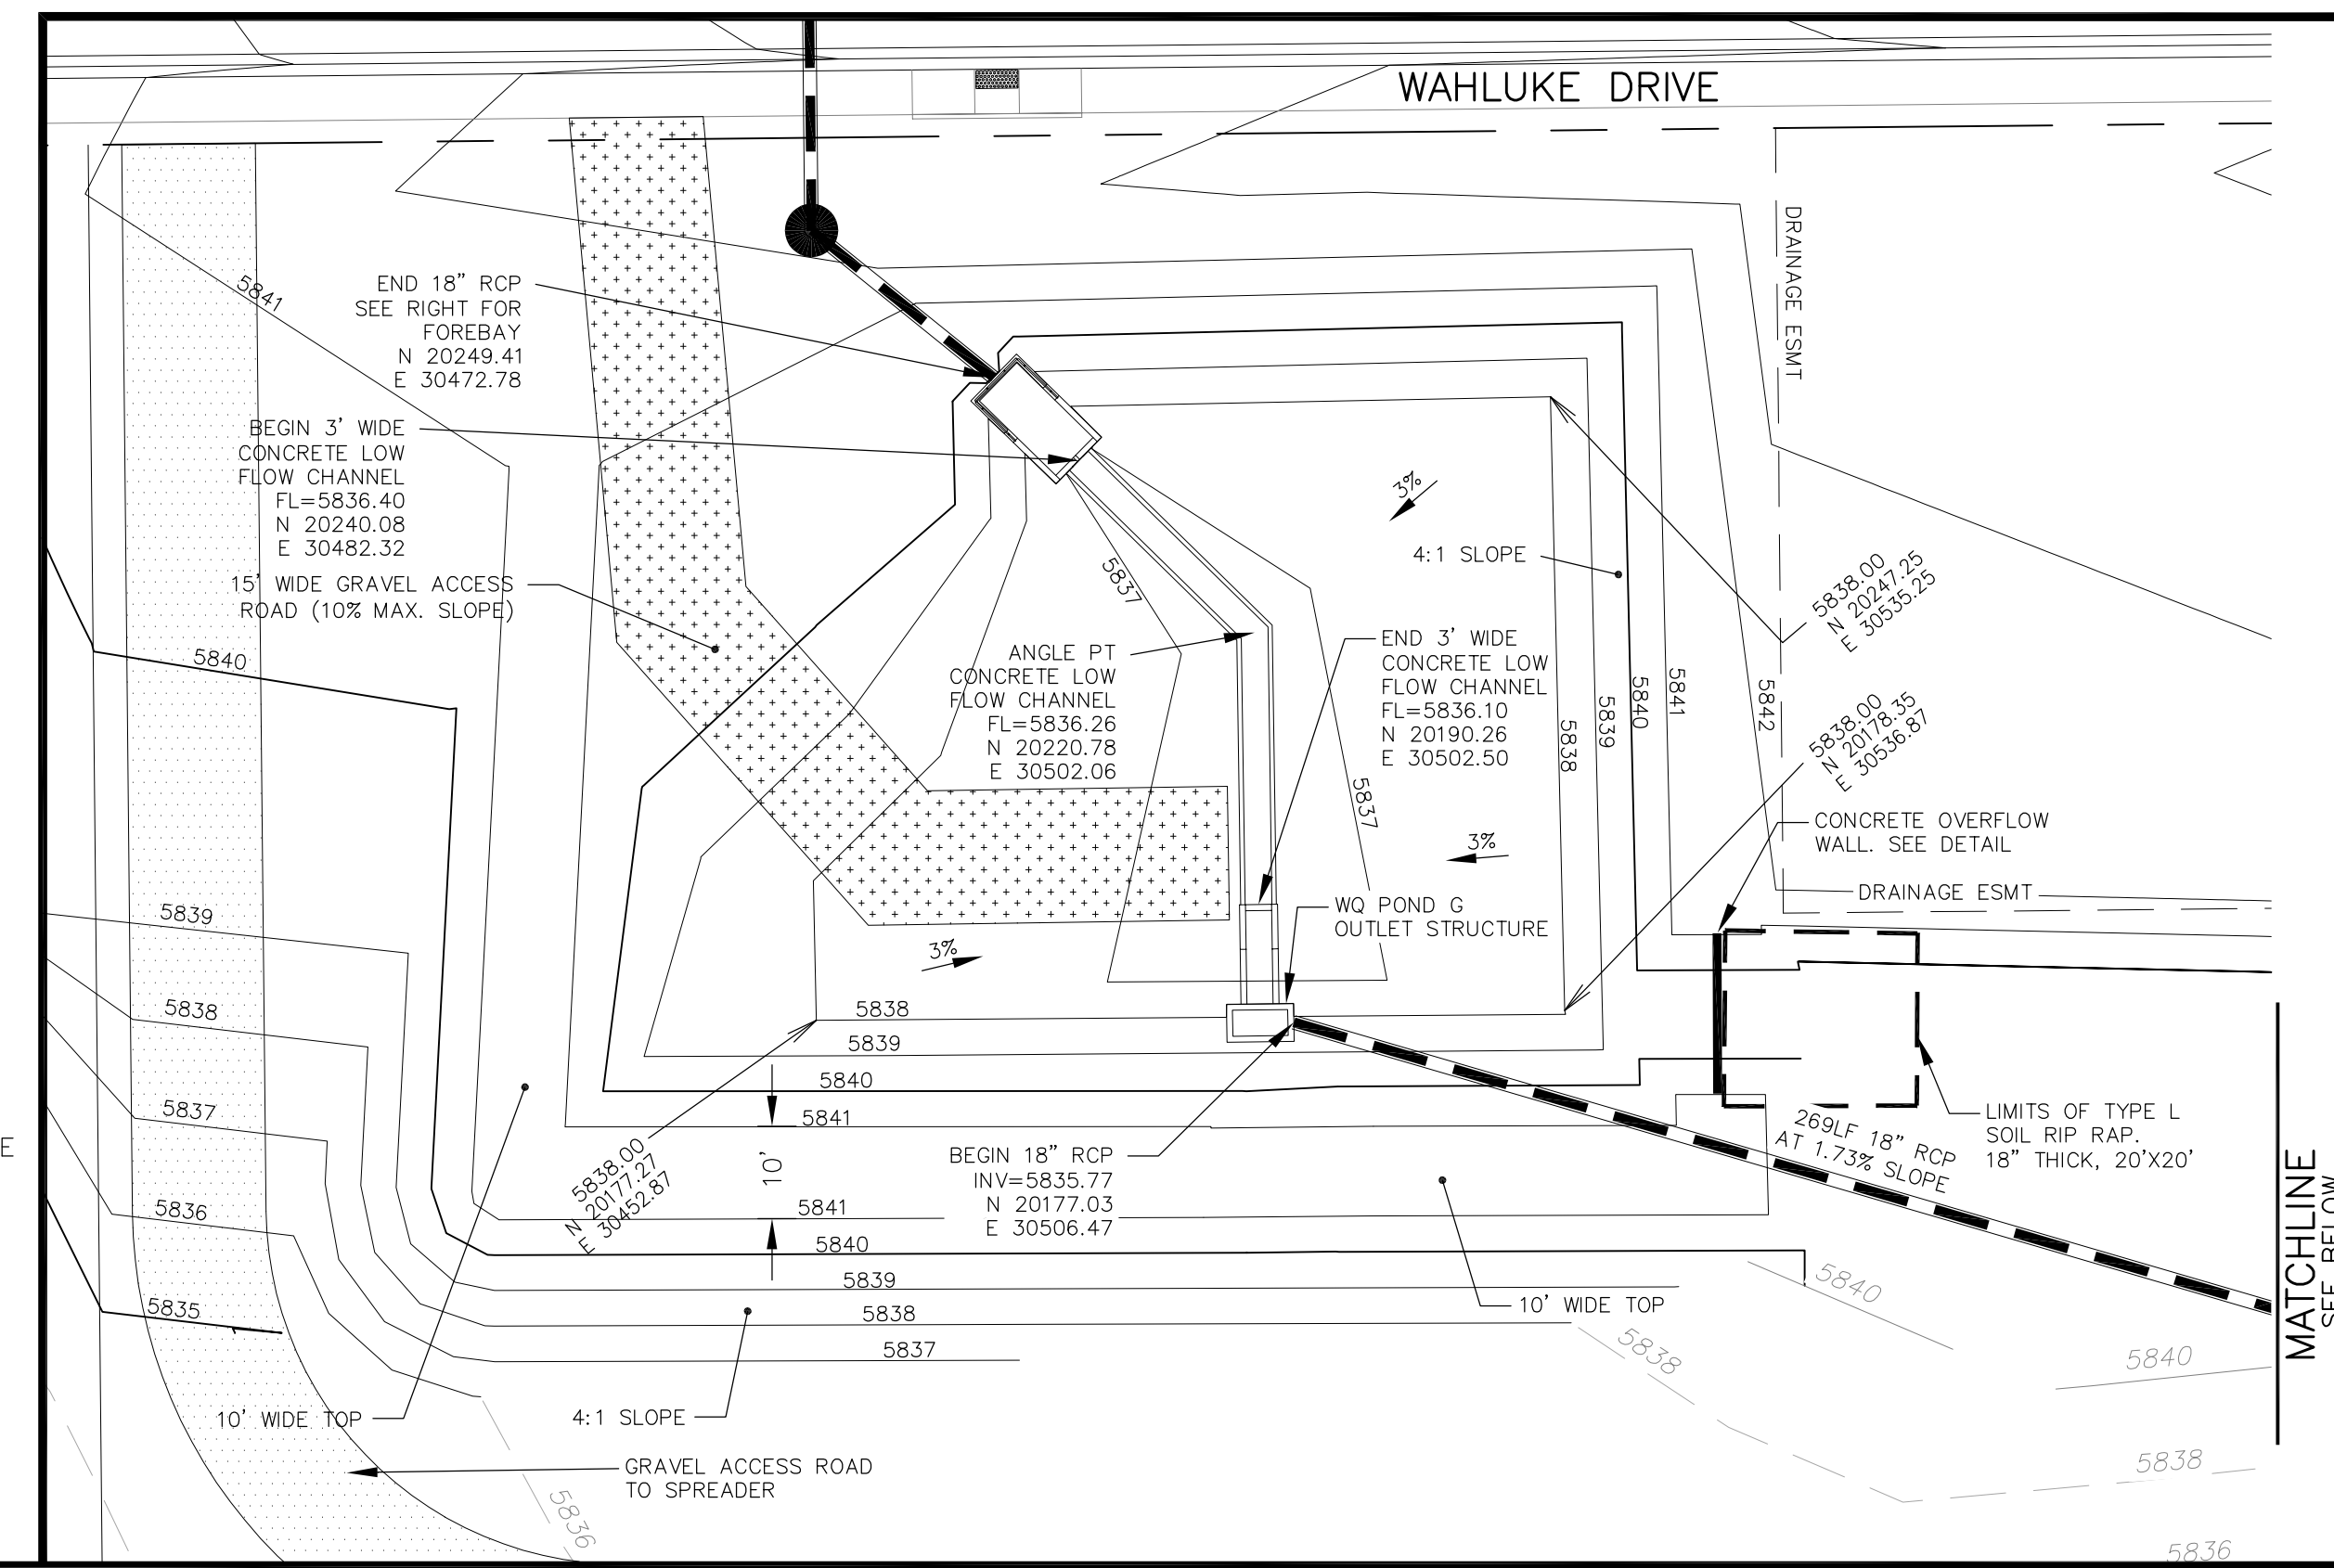 WAHLUKE DRIVE
DRAINAGE ESMT
5841
END 18" RCP
SEE RIGHT FOR
FOREBAY
N 20249.41
E 30472.78
BEGIN 3' WIDE
CONCRETE LOW
FLOW CHANNEL
FL=5836.40
N 20240.08
E 30482.32
15' WIDE GRAVEL ACCESS
ROAD (10% MAX. SLOPE)
3%
4:1 SLOPE
5837
5838.00
N 20247.25
E 30535.25
5840
ANGLE PT
CONCRETE LOW
FLOW CHANNEL
FL=5836.26
N 20220.78
E 30502.06
END 3' WIDE
CONCRETE LOW
FLOW CHANNEL
FL=5836.10
N 20190.26
E 30502.50
5838
5839
5840
5841
5842
5838.00
N 20178.35
E 30536.87
5837
3%
CONCRETE OVERFLOW
WALL. SEE DETAIL
DRAINAGE ESMT
WQ POND G
OUTLET STRUCTURE
3%
5839
5838
5837
5836
5835
5838
5839
5840
5841
10'
5841
5840
5839
5838
5837
5838.00
N 20177.27
E 30452.87
BEGIN 18" RCP
INV=5835.77
N 20177.03
E 30506.47
269LF 18" RCP
AT 1.73% SLOPE
LIMITS OF TYPE L
SOIL RIP RAP.
18" THICK, 20'X20'
E
MATCHLINE
SEE BELOW
10' WIDE TOP
5840
5838
5840
5838
5836
10' WIDE TOP
4:1 SLOPE
GRAVEL ACCESS ROAD
TO SPREADER
5836